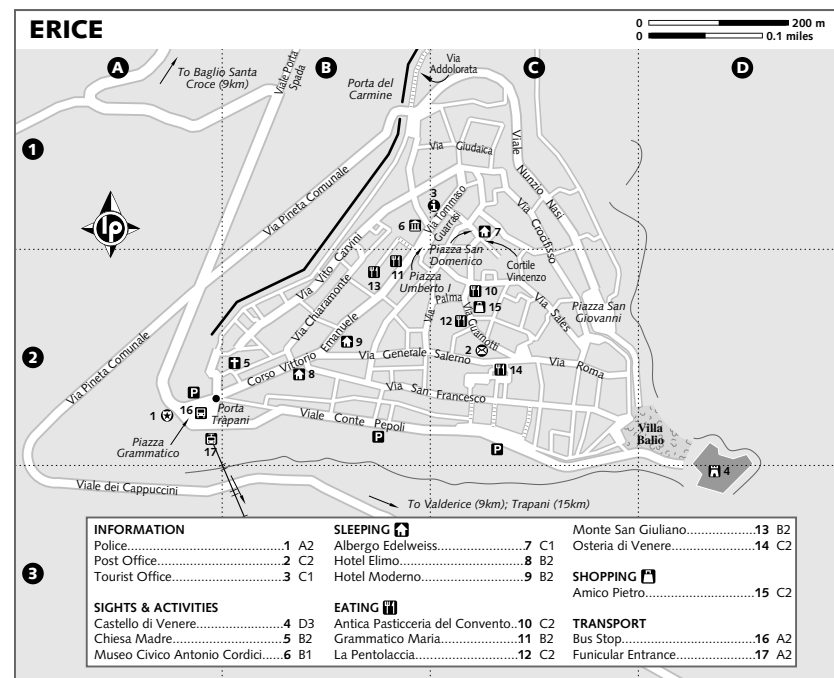 ERICE
0 200 m
0 0.1 miles
A
B
C
D
1
2
3
To Baglio Santa
Croce (9km)
Viale Porta
Spada
Porta del
Carmine
Via
Addolorata
Via Giudaica
Viale Nunzio Nasi
Via Pineta Comunale
3
Via Tommaso
Guarrasi
Via Crocifisso
6
7
Piazza San
Domenico
Cortile
Vincenzo
Via Vito Carvini
11
13
Piazza
Umberto I
10
15
Via Chiaramonte
Via Palma
Via Guarnotti
12
Via Sales
Piazza San
Giovanni
Corso Vittorio Emanuele
9
2
Via Generale Salerno
Via Roma
5
8
14
Via Pineta Comunale
Via San Francesco
P
1
16
Porta
Trapani
Viale Conte Pepoli
P
P
Villa
Balio
Piazza
Grammatico
17
4
Viale dei Cappuccini
To Valderice (9km); Trapani (15km)
lp
INFORMATION
Police 1 A2
Post Office 2 C2
Tourist Office 3 C1
SIGHTS & ACTIVITIES
Castello di Venere 4 D3
Chiesa Madre 5 B2
Museo Civico Antonio Cordici 6 B1
SLEEPING
Albergo Edelweiss 7 C1
Hotel Elimo 8 B2
Hotel Moderno 9 B2
EATING
Antica Pasticceria del Convento 10 C2
Grammatico Maria 11 B2
La Pentolaccia 12 C2
Monte San Giuliano 13 B2
Osteria di Venere 14 C2
SHOPPING
Amico Pietro 15 C2
TRANSPORT
Bus Stop 16 A2
Funicular Entrance 17 A2